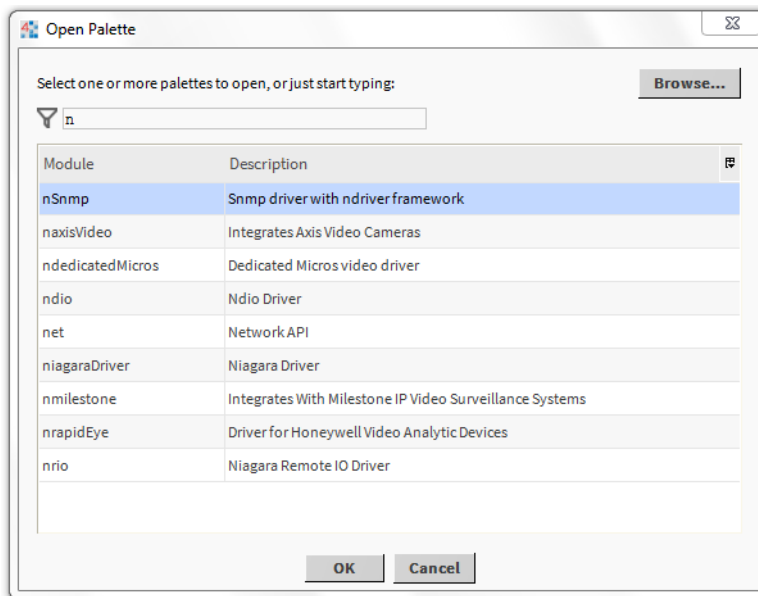 Open Palette
Select one or more palettes to open, or just start typing:
Browse...
n
Module Description
nSnmp Snmp driver with ndriver framework
naxisVideo Integrates Axis Video Cameras
ndedicatedMicros Dedicated Micros video driver
ndio Ndio Driver
net Network API
niagaraDriver Niagara Driver
nmilestone Integrates With Milestone IP Video Surveillance Systems
nrapidEye Driver for Honeywell Video Analytic Devices
nrio Niagara Remote IO Driver
OK Cancel